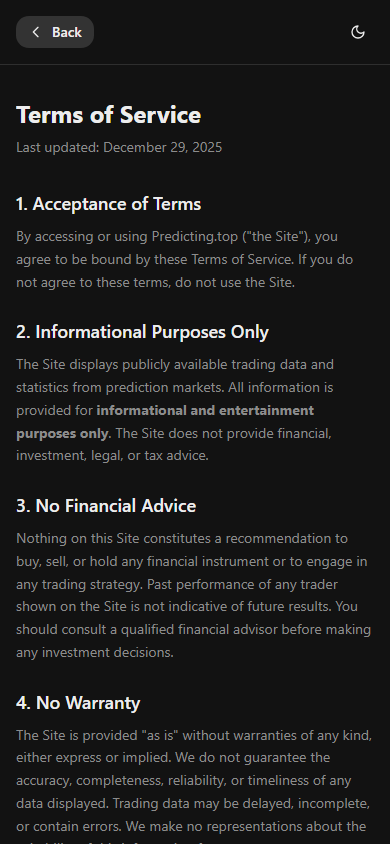 Back
Terms of Service
Last updated: December 29, 2025
1. Acceptance of Terms
By accessing or using Predicting.top ("the Site"), you
agree to be bound by these Terms of Service. If you do
not agree to these terms, do not use the Site.
2. Informational Purposes Only
The Site displays publicly available trading data and
statistics from prediction markets. All information is
provided for informational and entertainment
purposes only. The Site does not provide financial,
investment, legal, or tax advice.
3. No Financial Advice
Nothing on this Site constitutes a recommendation to
buy, sell, or hold any financial instrument or to engage in
any trading strategy. Past performance of any trader
shown on the Site is not indicative of future results. You
should consult a qualified financial advisor before making
any investment decisions.
4. No Warranty
The Site is provided "as is" without warranties of any kind,
either express or implied. We do not guarantee the
accuracy, completeness, reliability, or timeliness of any
data displayed. Trading data may be delayed, incomplete,
or contain errors. We make no representations about the